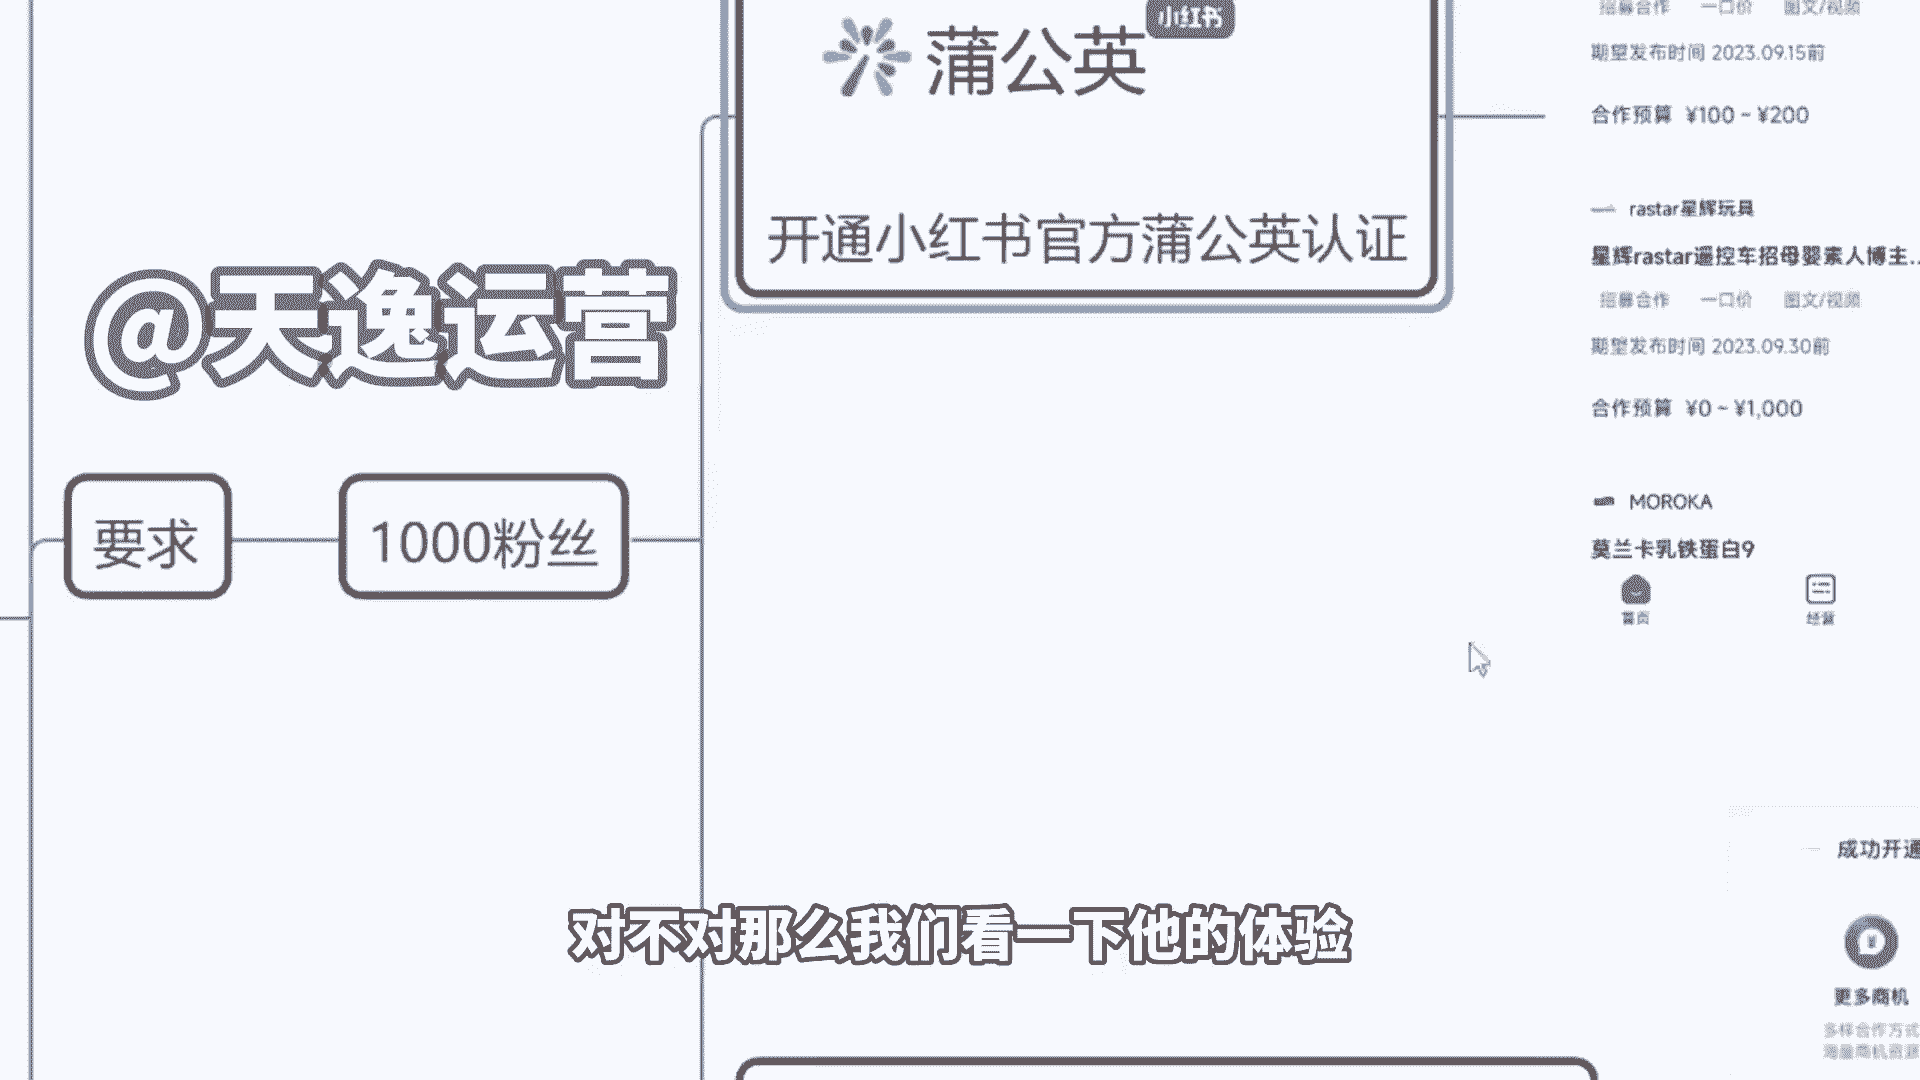 小红书
蒲公英
开通小红书官方蒲公英认证
@天逸运营
要求
1000粉丝
招募合作 一口价 图文/视频
期望发布时间 2023.09.15前
合作预算 ¥100 ~ ¥200
rastar星辉玩具
星辉rastar遥控车招母婴素人博主...
招募合作 一口价 图文/视频
期望发布时间 2023.09.30前
合作预算 ¥0 ~ ¥1,000
MOROKA
莫兰卡乳铁蛋白9
首页 经营
成功开通
更多商机
多样合作方式
海量商机资源
对不对那么我们看一下他的体验